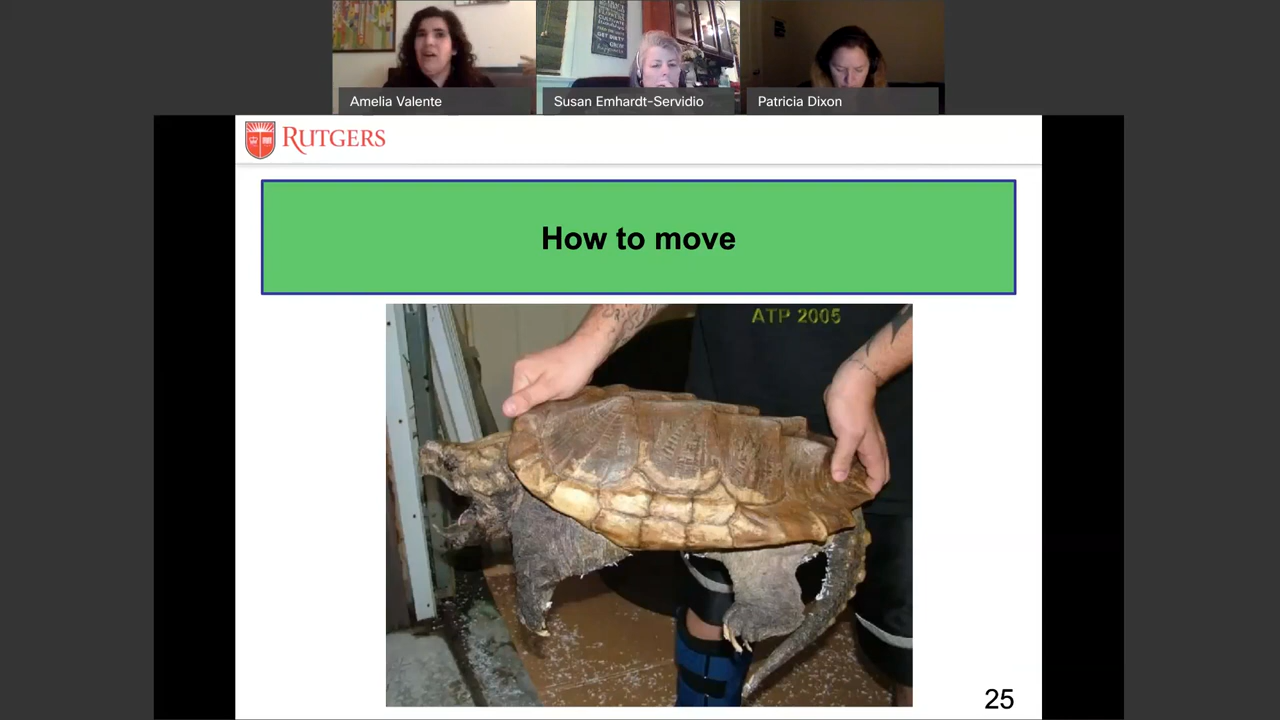 Amelia Valente
Susan Emhardt-Servidio
Patricia Dixon
RUTGERS
How to move
ATP 2005
25